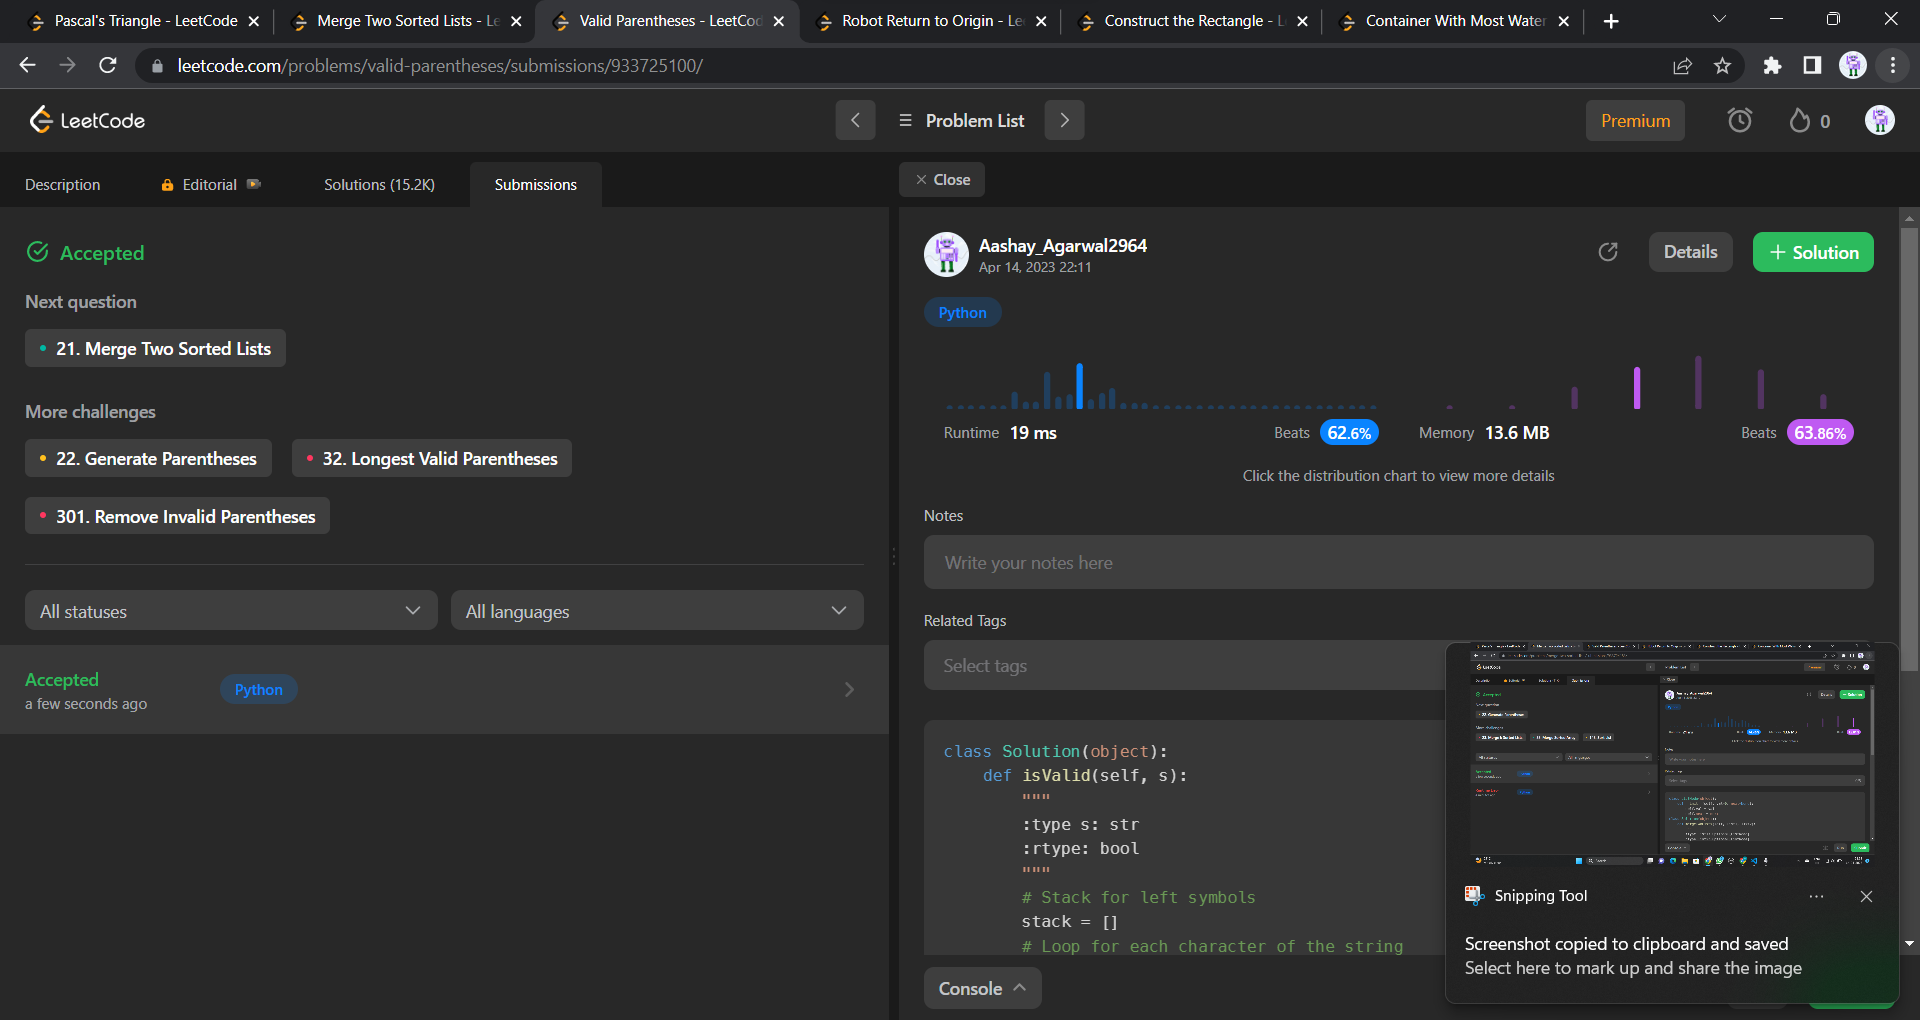 Pascal's Triangle - LeetCode
Merge Two Sorted Lists - Le
Valid Parentheses - LeetCod
Robot Return to Origin - Le
Construct the Rectangle - L
Container With Most Water
leetcode.com/problems/valid-parentheses/submissions/933725100/
LeetCode
Problem List
Premium
0
Description
Editorial
Solutions (15.2K)
Submissions
Close
Accepted
Next question
21. Merge Two Sorted Lists
More challenges
22. Generate Parentheses
32. Longest Valid Parentheses
301. Remove Invalid Parentheses
All statuses
All languages
Accepted
a few seconds ago
Python
Aashay_Agarwal2964
Apr 14, 2023 22:11
Details
+ Solution
Python
Runtime 19 ms
Beats 62.6%
Memory 13.6 MB
Beats 63.86%
Click the distribution chart to view more details
Notes
Write your notes here
Related Tags
Select tags
class Solution(object):
def isValid(self, s):
"""
:type s: str
:rtype: bool
"""
# Stack for left symbols
stack = []
# Loop for each character of the string
Console
Snipping Tool
Screenshot copied to clipboard and saved
Select here to mark up and share the image